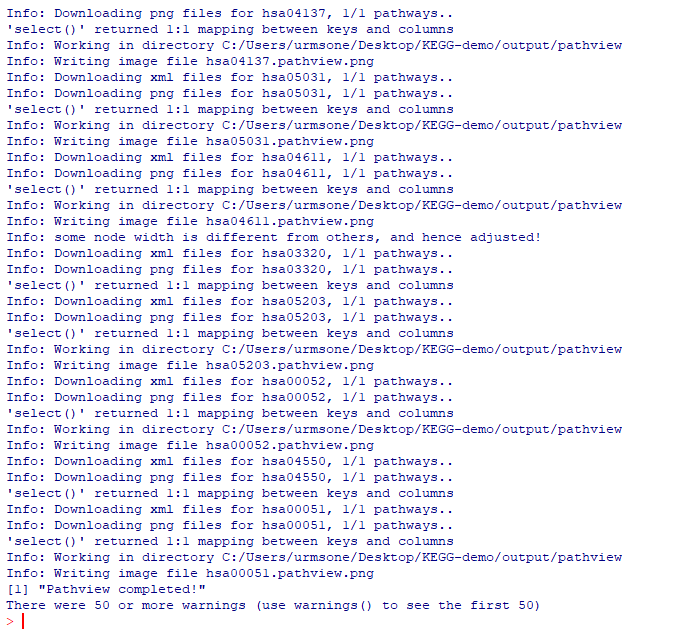 Info: Downloading png files for hsa04137, 1/1 pathways..
'select()' returned 1:1 mapping between keys and columns
Info: Working in directory C:/Users/urmsone/Desktop/KEGG-demo/output/pathview
Info: Writing image file hsa04137.pathview.png
Info: Downloading xml files for hsa05031, 1/1 pathways..
Info: Downloading png files for hsa05031, 1/1 pathways..
'select()' returned 1:1 mapping between keys and columns
Info: Working in directory C:/Users/urmsone/Desktop/KEGG-demo/output/pathview
Info: Writing image file hsa05031.pathview.png
Info: Downloading xml files for hsa04611, 1/1 pathways..
Info: Downloading png files for hsa04611, 1/1 pathways..
'select()' returned 1:1 mapping between keys and columns
Info: Working in directory C:/Users/urmsone/Desktop/KEGG-demo/output/pathview
Info: Writing image file hsa04611.pathview.png
Info: some node width is different from others, and hence adjusted!
Info: Downloading xml files for hsa03320, 1/1 pathways..
Info: Downloading png files for hsa03320, 1/1 pathways..
'select()' returned 1:1 mapping between keys and columns
Info: Downloading xml files for hsa05203, 1/1 pathways..
Info: Downloading png files for hsa05203, 1/1 pathways..
'select()' returned 1:1 mapping between keys and columns
Info: Working in directory C:/Users/urmsone/Desktop/KEGG-demo/output/pathview
Info: Writing image file hsa05203.pathview.png
Info: Downloading xml files for hsa00052, 1/1 pathways..
Info: Downloading png files for hsa00052, 1/1 pathways..
'select()' returned 1:1 mapping between keys and columns
Info: Working in directory C:/Users/urmsone/Desktop/KEGG-demo/output/pathview
Info: Writing image file hsa00052.pathview.png
Info: Downloading xml files for hsa04550, 1/1 pathways..
Info: Downloading png files for hsa04550, 1/1 pathways..
'select()' returned 1:1 mapping between keys and columns
Info: Downloading xml files for hsa00051, 1/1 pathways..
Info: Downloading png files for hsa00051, 1/1 pathways..
'select()' returned 1:1 mapping between keys and columns
Info: Working in directory C:/Users/urmsone/Desktop/KEGG-demo/output/pathview
Info: Writing image file hsa00051.pathview.png
[1] "Pathview completed!"
There were 50 or more warnings (use warnings() to see the first 50)
>